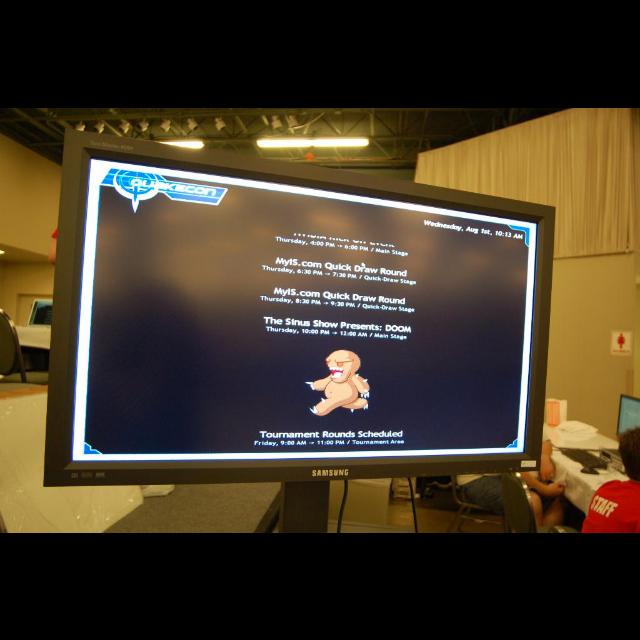 QUAKECON
Wednesday, Aug 1st, 10:13 AM
Thursday, 4:00 PM → 6:00 PM / Main Stage
MyIS.com Quick Draw Round
Thursday, 6:30 PM → 7:30 PM / Quick-Draw Stage
MyIS.com Quick Draw Round
Thursday, 8:30 PM → 9:30 PM / Quick-Draw Stage
The Sinus Show Presents: DOOM
Thursday, 10:00 PM → 12:00 AM / Main Stage
Tournament Rounds Scheduled
Friday, 9:00 AM → 11:00 PM / Tournament Area
SAMSUNG
STAFF